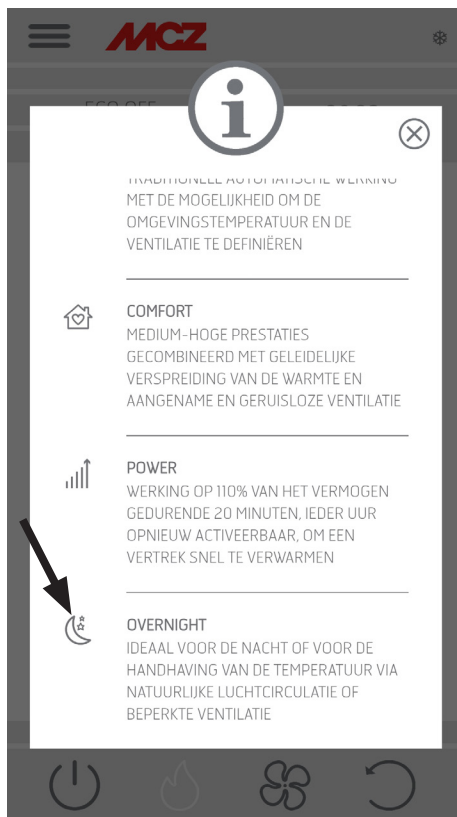 MCZ
ECO OFF
i
TRADITIONELE AUTOMATISCHE WERKING
MET DE MOGELIJKHEID OM DE
OMGEVINGSTEMPERATUUR EN DE
VENTILATIE TE DEFINIËREN
COMFORT
MEDIUM-HOGE PRESTATIES
GECOMBINEERD MET GELEIDELIJKE
VERSPREIDING VAN DE WARMTE EN
AANGENAME EN GERUISLOZE VENTILATIE
POWER
WERKING OP 110% VAN HET VERMOGEN
GEDURENDE 20 MINUTEN, IEDER UUR
OPNIEUW ACTIVEERBAAR, OM EEN
VERTREK SNEL TE VERWARMEN
OVERNIGHT
IDEAAL VOOR DE NACHT OF VOOR DE
HANDHAVING VAN DE TEMPERATUUR VIA
NATUURLIJKE LUCHTCIRCULATIE OF
BEPERKTE VENTILATIE